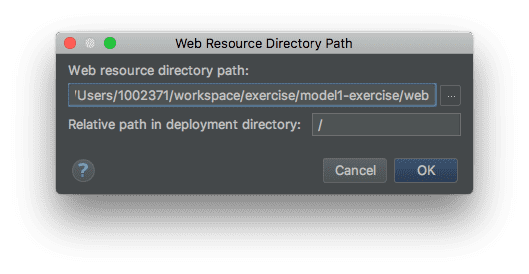 Web Resource Directory Path
Web resource directory path:
/Users/1002371/workspace/exercise/model1-exercise/web ...
Relative path in deployment directory: /
? Cancel OK